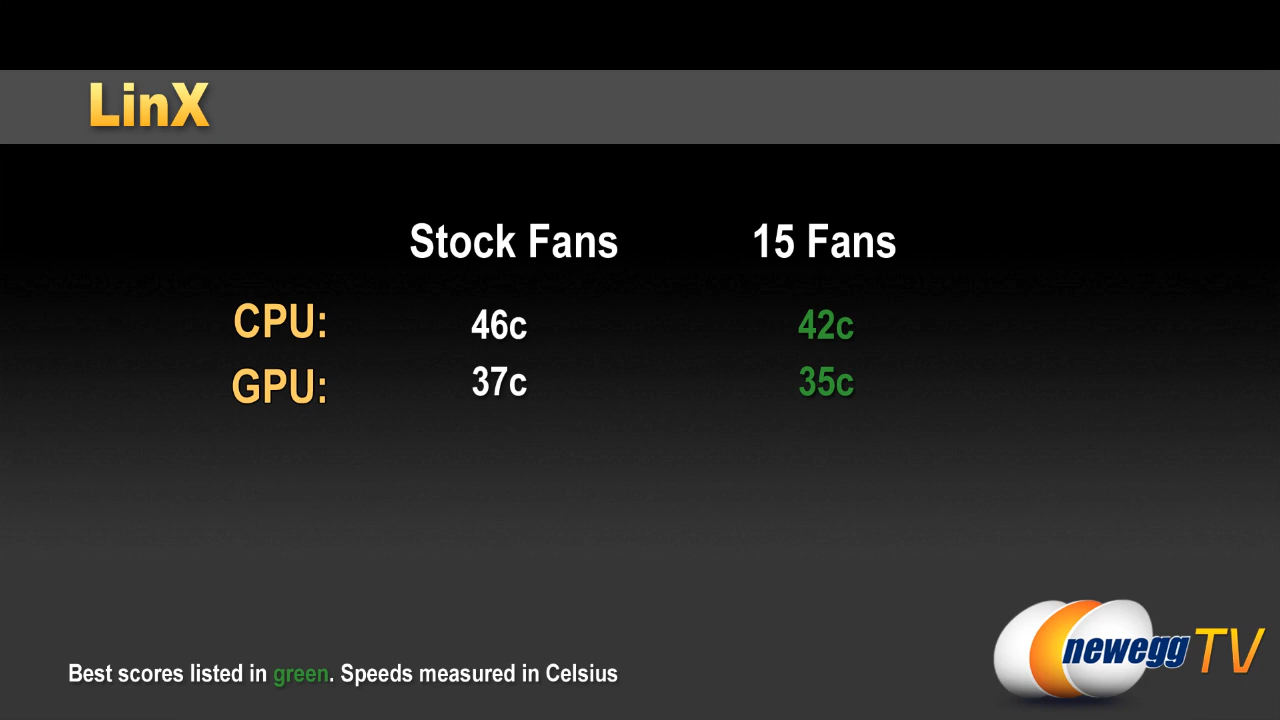 LinX
Stock Fans 15 Fans
CPU: 46c 42c
GPU: 37c 35c
Best scores listed in green. Speeds measured in Celsius
newegg TV